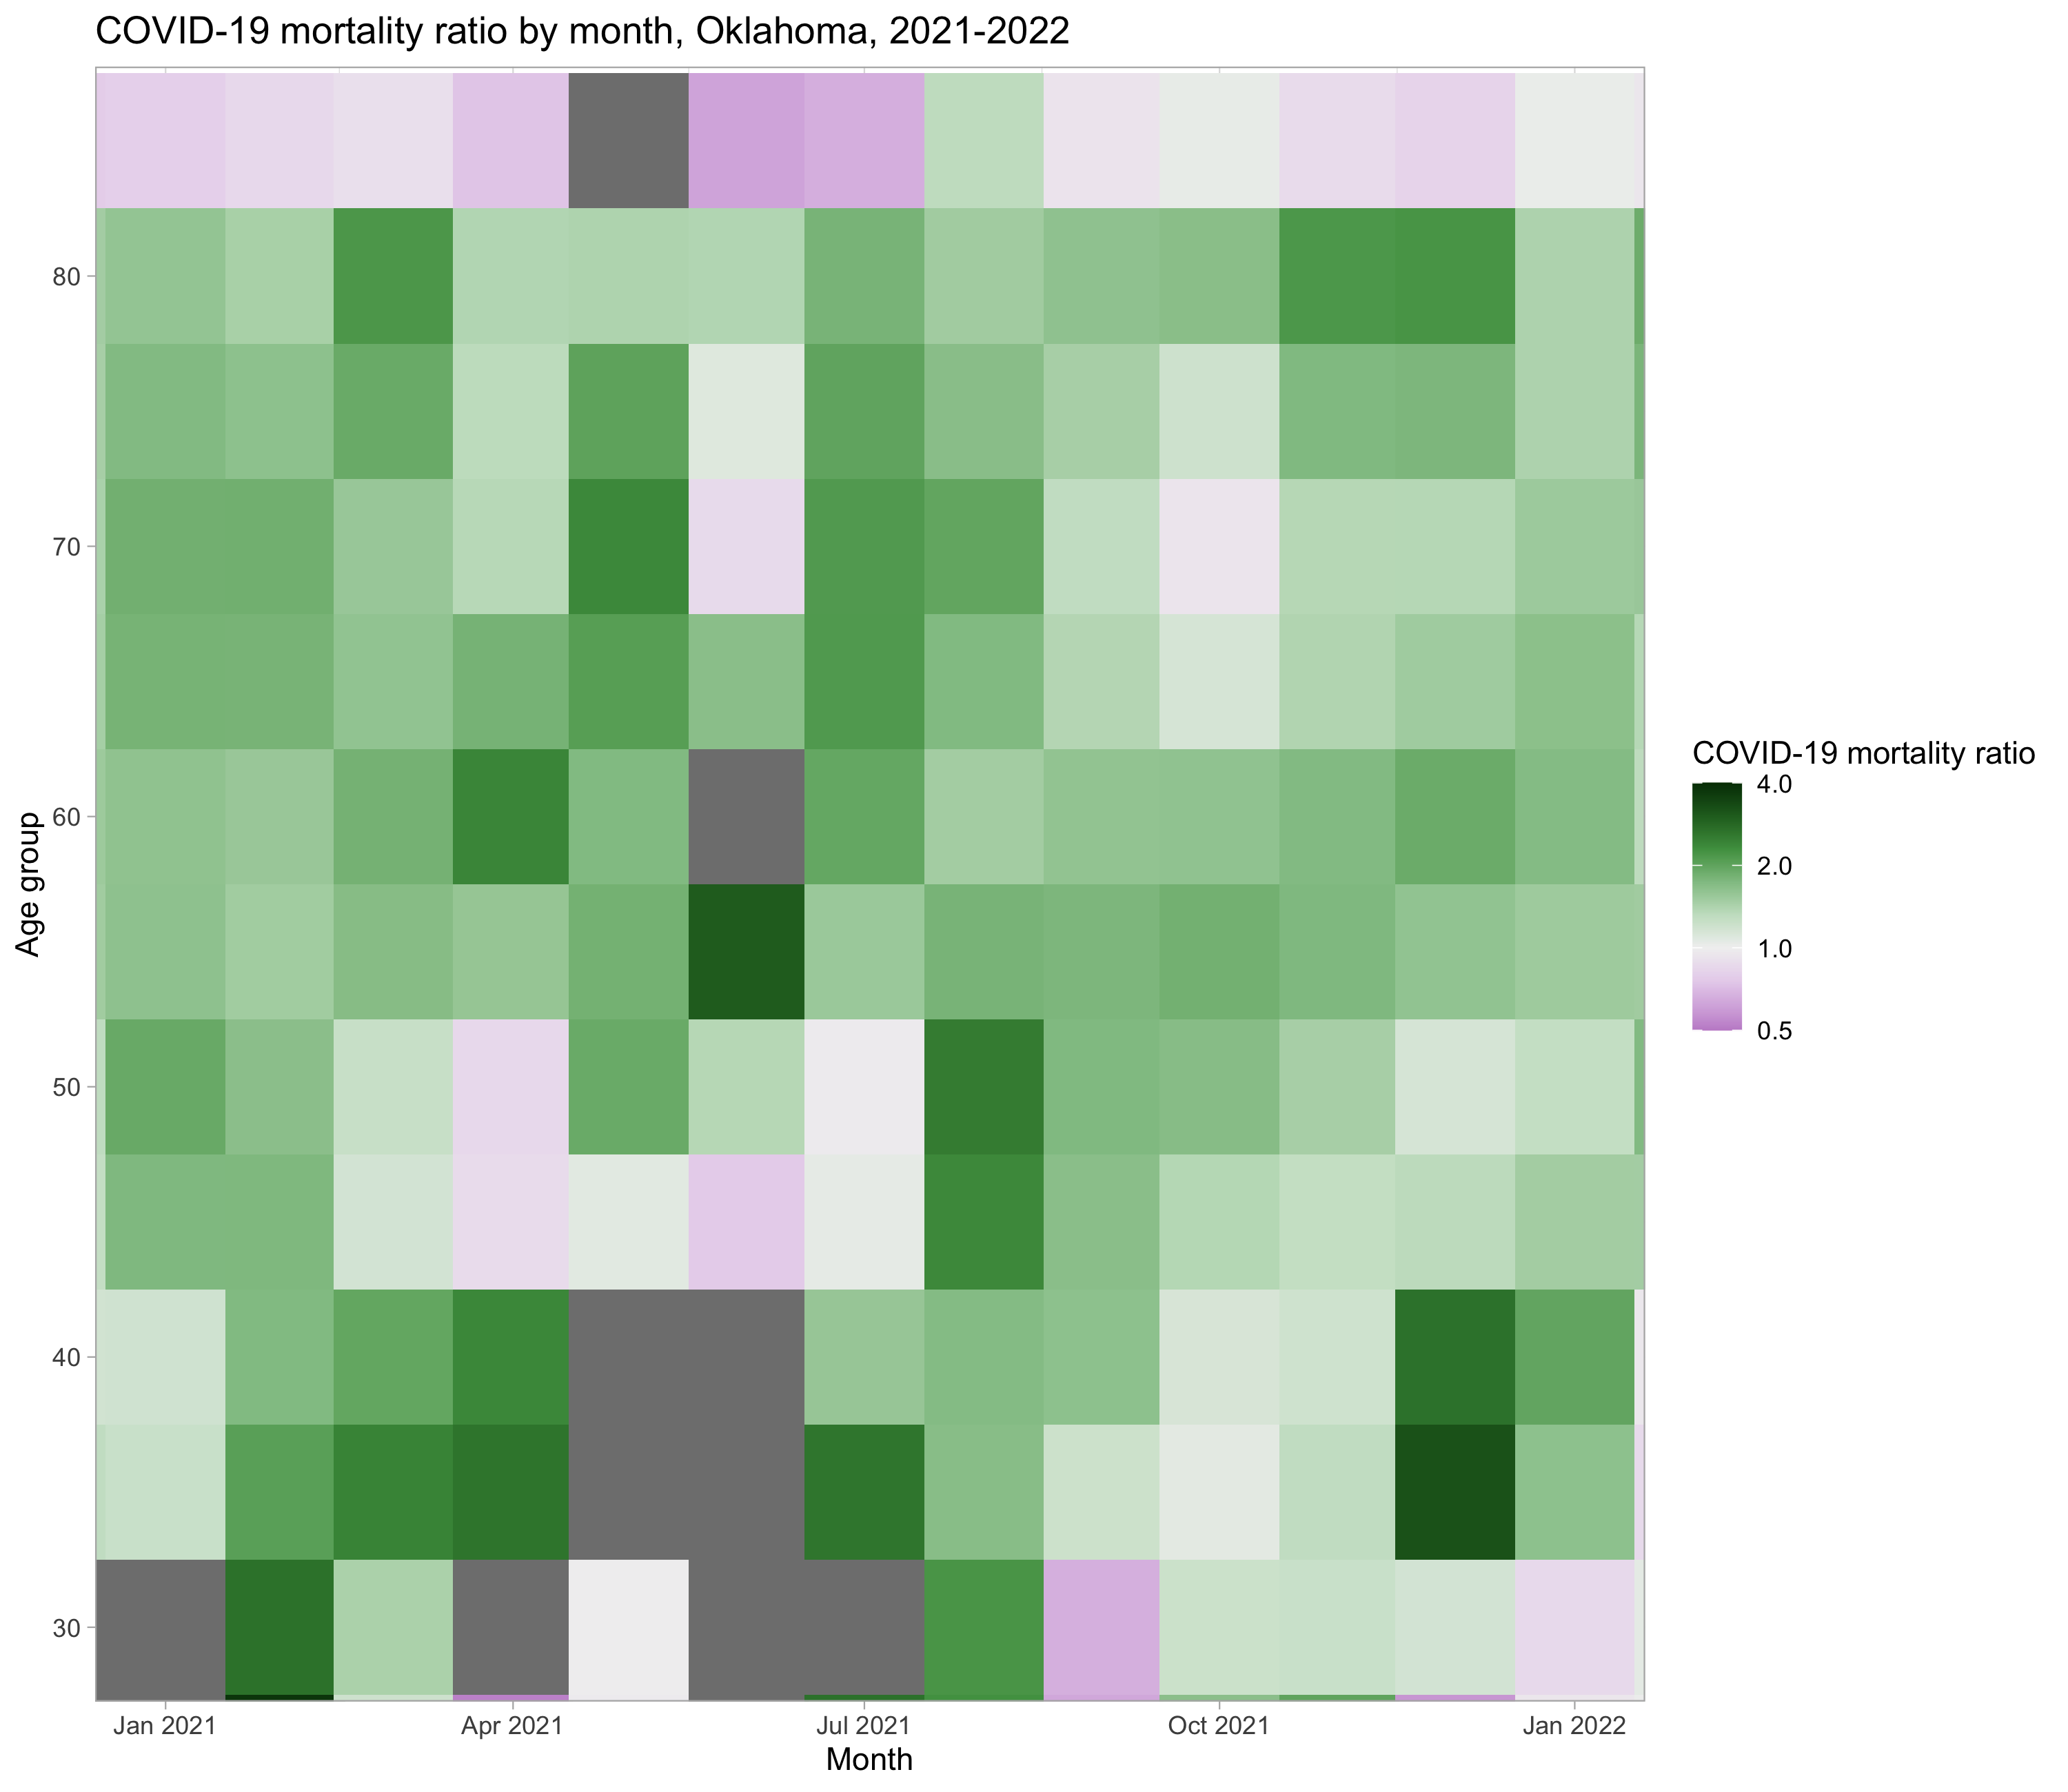 COVID-19 mortality ratio by month, Oklahoma, 2021-2022
80
70
60
50
40
30
Age group
Jan 2021
Apr 2021
Jul 2021
Oct 2021
Jan 2022
Month
COVID-19 mortality ratio
4.0
2.0
1.0
0.5